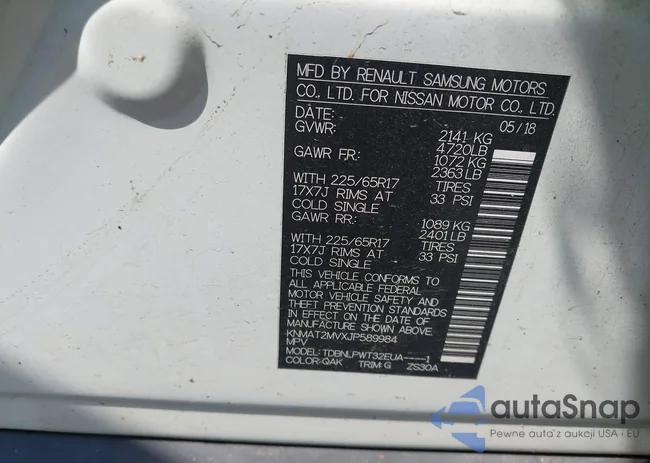 MFD BY RENAULT SAMSUNG MOTORS
CO., LTD. FOR NISSAN MOTOR CO., LTD.
DATE: 05/18
GVWR: 2141 KG
4720LB
GAWR FR: 1072 KG
2363 LB
WITH 225/65R17 TIRES
17X7J RIMS AT 33 PSI
COLD SINGLE
GAWR RR: 1089 KG
2401 LB
WITH 225/65R17 TIRES
17X7J RIMS AT 33 PSI
COLD SINGLE
THIS VEHICLE CONFORMS TO
ALL APPLICABLE FEDERAL
MOTOR VEHICLE SAFETY AND
THEFT PREVENTION STANDARDS
IN EFFECT ON THE DATE OF
MANUFACTURE SHOWN ABOVE.
KNMAT2MVXJP589984
MPV
MODEL: TDBNLPWT32EUA----1
COLOR: QAK TRIM: G ZS30A
autaSnap
Pewne auta z aukcji USA i EU